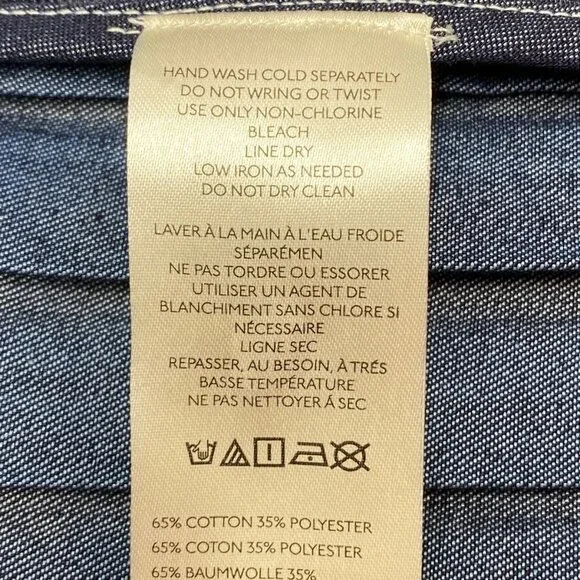 HAND WASH COLD SEPARATELY
DO NOT WRING OR TWIST
USE ONLY NON-CHLORINE
BLEACH
LINE DRY
LOW IRON AS NEEDED
DO NOT DRY CLEAN
LAVER À LA MAIN À L'EAU FROIDE
SÉPARÉMEN
NE PAS TORDRE OU ESSORER
UTILISER UN AGENT DE
BLANCHIMENT SANS CHLORE SI
NÉCESSAIRE
LIGNE SEC
REPASSER, AU BESOIN, À TRÉS
BASSE TEMPÉRATURE
NE PAS NETTOYER Á SEC
65% COTTON 35% POLYESTER
65% COTON 35% POLYESTER
65% BAUMWOLLE 35%